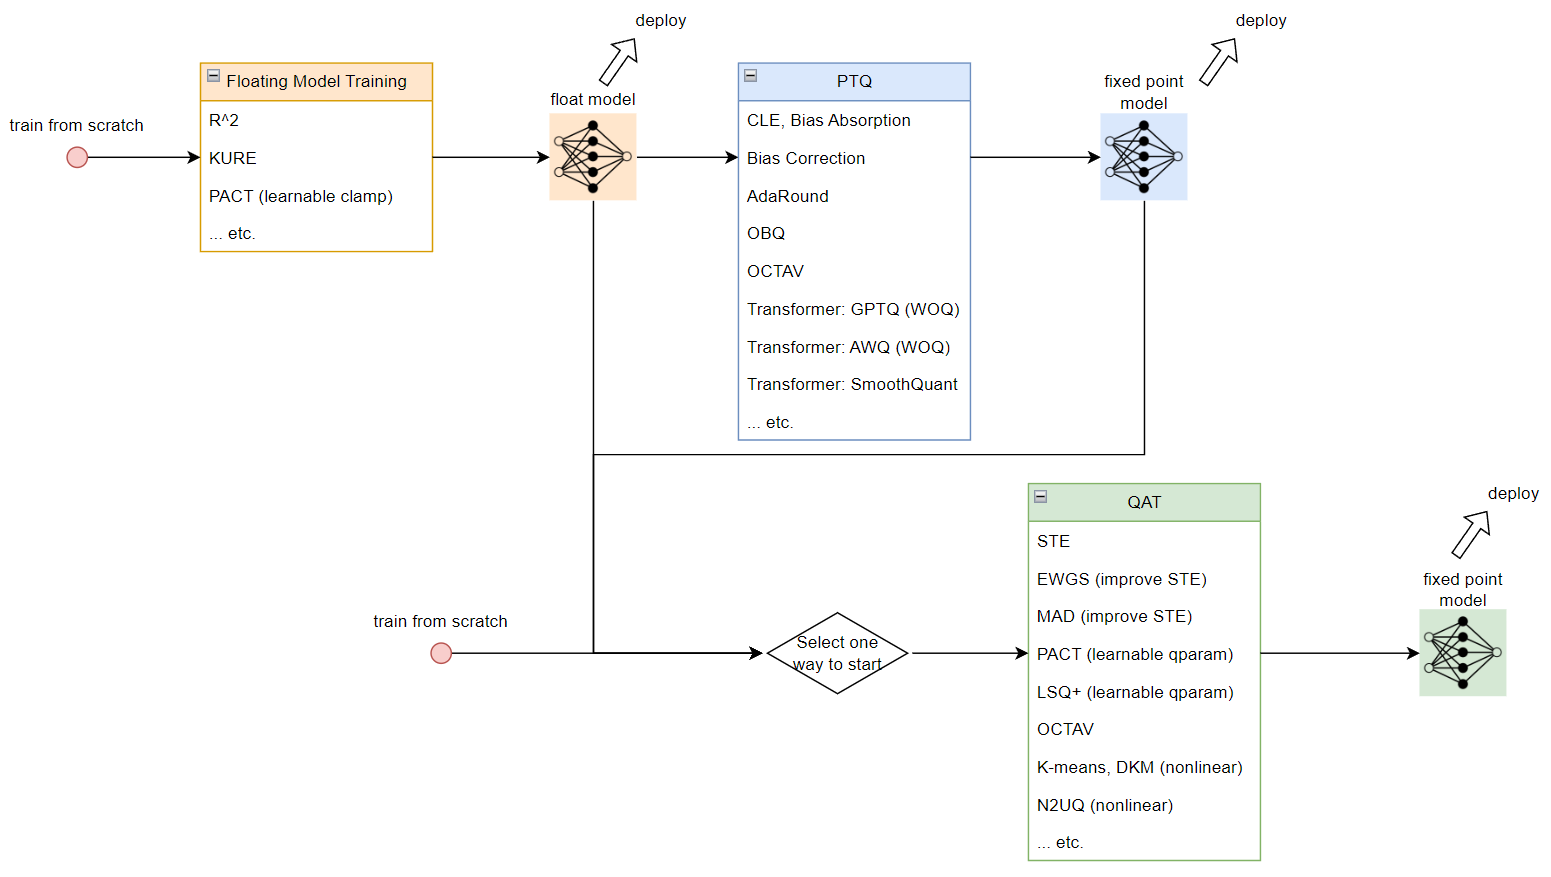 deploy
deploy
Floating Model Training
PTQ
fixed point
model
float model
train from scratch
R^2
KURE
PACT (learnable clamp)
... etc.
CLE, Bias Absorption
Bias Correction
AdaRound
OBQ
OCTAV
Transformer: GPTQ (WOQ)
Transformer: AWQ (WOQ)
Transformer: SmoothQuant
... etc.
train from scratch
Select one
way to start
QAT
STE
EWGS (improve STE)
MAD (improve STE)
PACT (learnable qparam)
LSQ+ (learnable qparam)
OCTAV
K-means, DKM (nonlinear)
N2UQ (nonlinear)
... etc.
deploy
fixed point
model